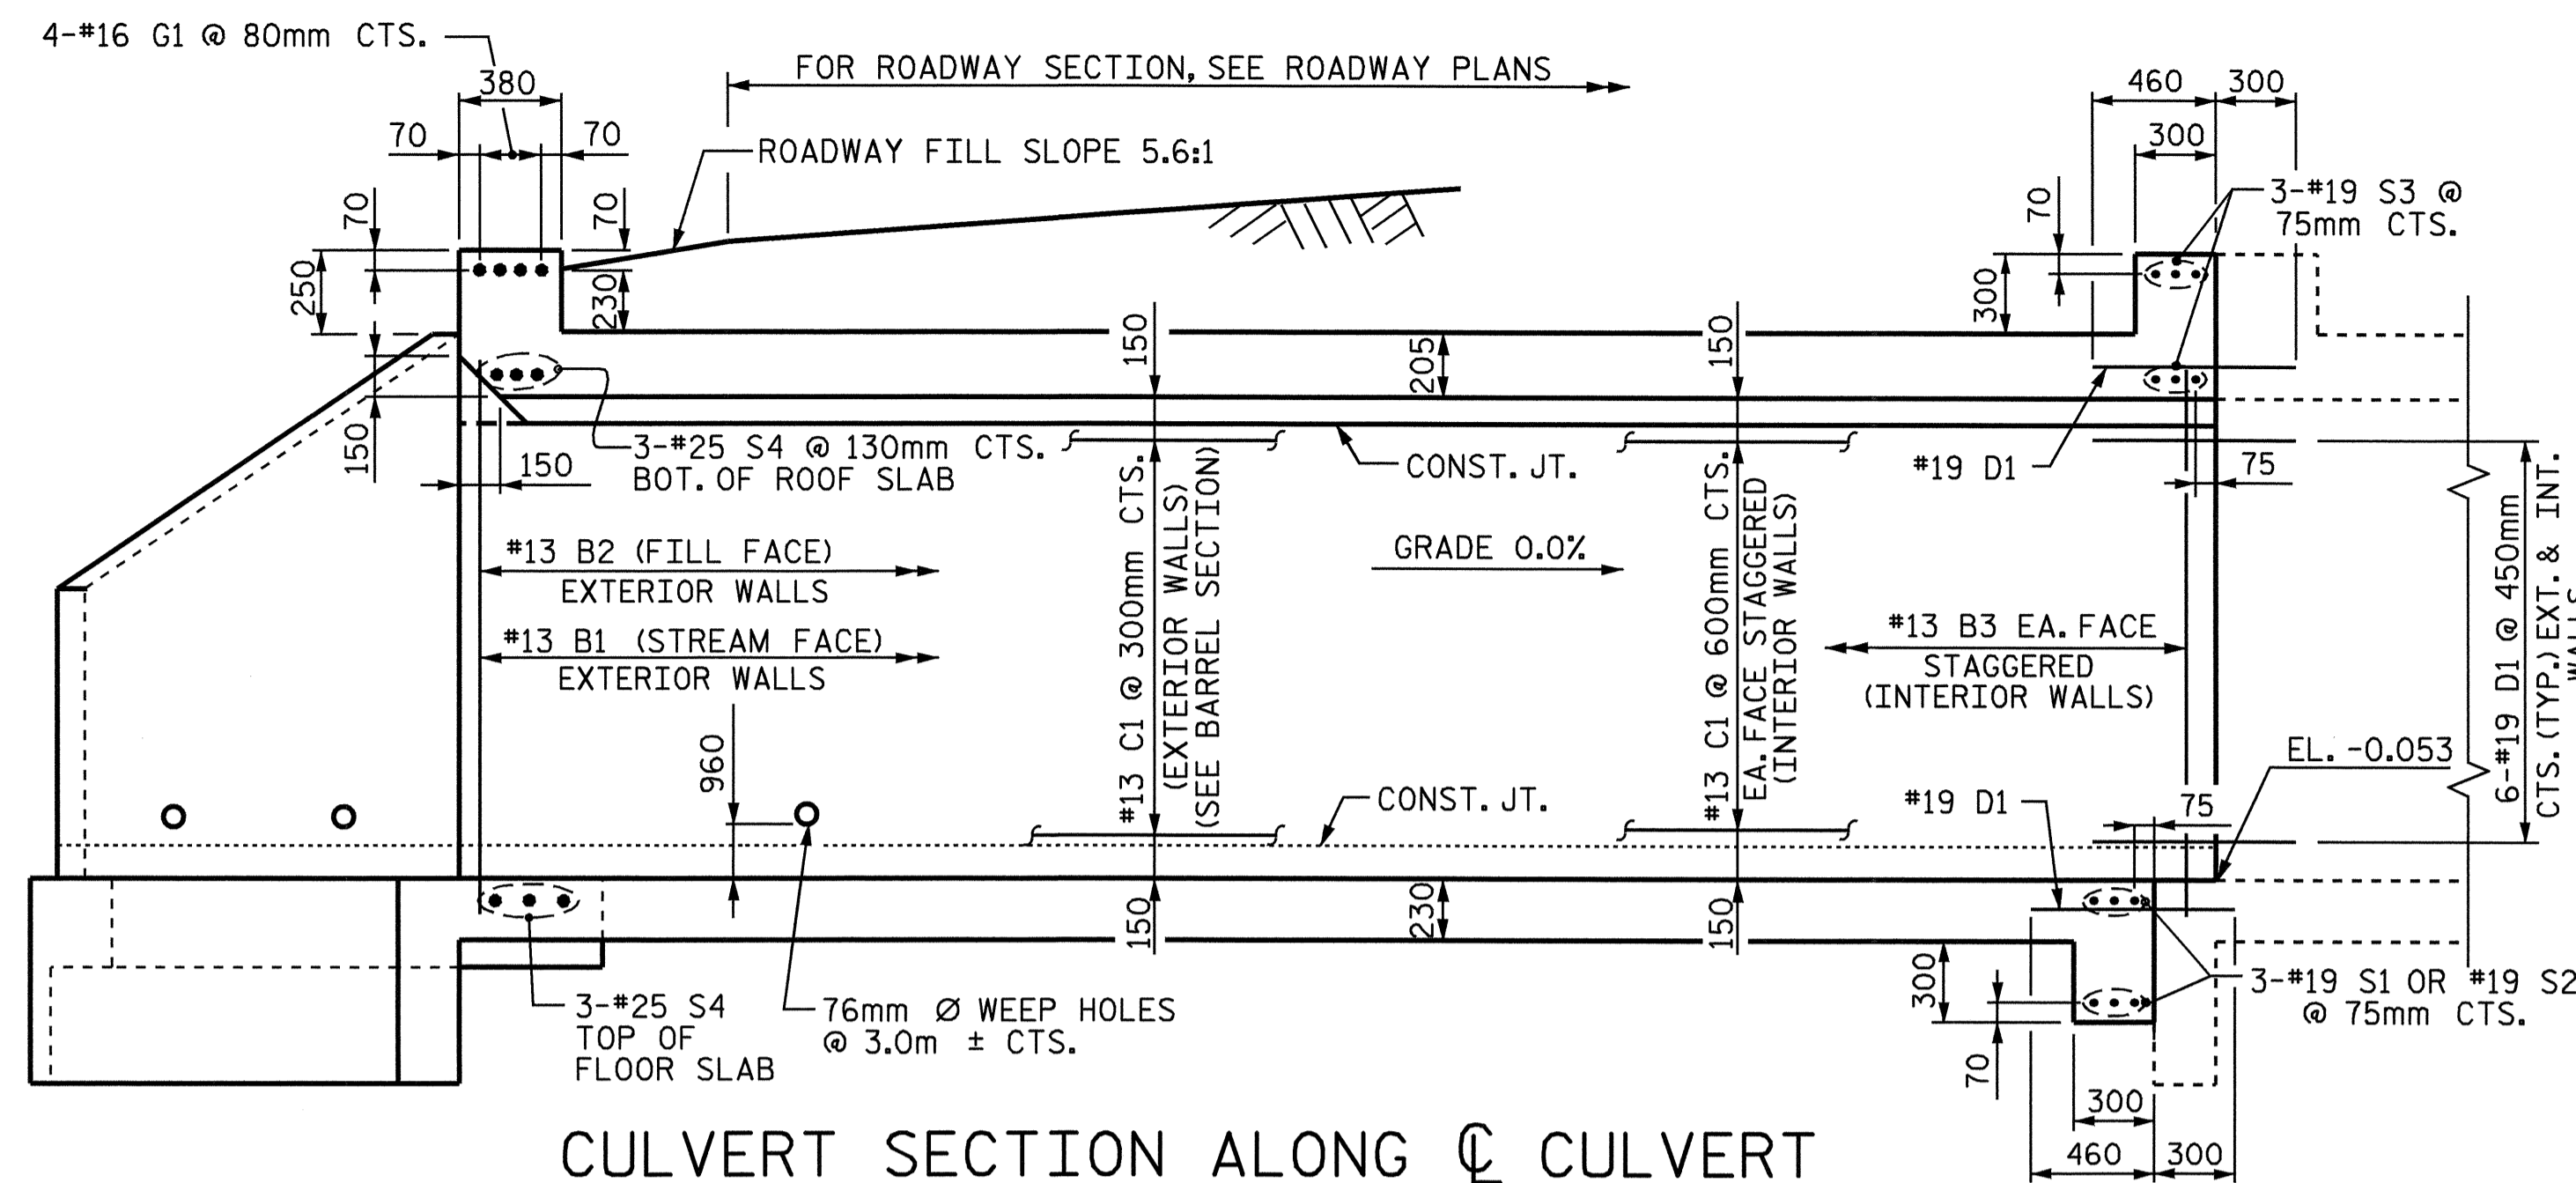 4-#16 G1 @ 80mm CTS.
380
70
70
FOR ROADWAY SECTION, SEE ROADWAY PLANS
ROADWAY FILL SLOPE 5.6:1
460
300
300
3-#19 S3 @
75mm CTS.
70
70
70
250
230
300
150
205
150
150
150
3-#25 S4 @ 130mm CTS.
BOT. OF ROOF SLAB
CONST. JT.
#19 D1
75
#13 B2 (FILL FACE)
EXTERIOR WALLS
#13 B1 (STREAM FACE)
EXTERIOR WALLS
#13 C1 @ 300mm CTS.
(EXTERIOR WALLS)
(SEE BARREL SECTION)
GRADE 0.0%
#13 C1 @ 600mm CTS.
EA. FACE STAGGERED
(INTERIOR WALLS)
#13 B3 EA. FACE
STAGGERED
(INTERIOR WALLS)
6-#19 D1 @ 450mm
CTS. (TYP.) EXT. & INT.
WALLS
EL. -0.053
960
CONST. JT.
#19 D1
75
150
230
150
300
70
3-#25 S4
TOP OF
FLOOR SLAB
76mm Ø WEEP HOLES
@ 3.0m ± CTS.
3-#19 S1 OR #19 S2
@ 75mm CTS.
300
460
300
CULVERT SECTION ALONG ℄ CULVERT